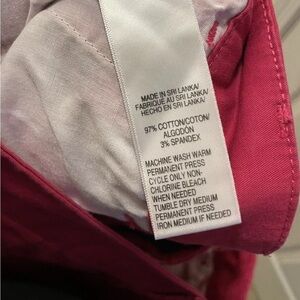 MADE IN SRI LANKA/
FABRIQUÉ AU SRI LANKA/
HECHO EN SRI LANKA/
97% COTTON/COTON/
ALGODÓN
3% SPANDEX
MACHINE WASH WARM
PERMANENT PRESS
CYCLE ONLY NON-
CHLORINE BLEACH
WHEN NEEDED
TUMBLE DRY MEDIUM
PERMANENT PRESS
IRON MEDIUM IF NEEDED